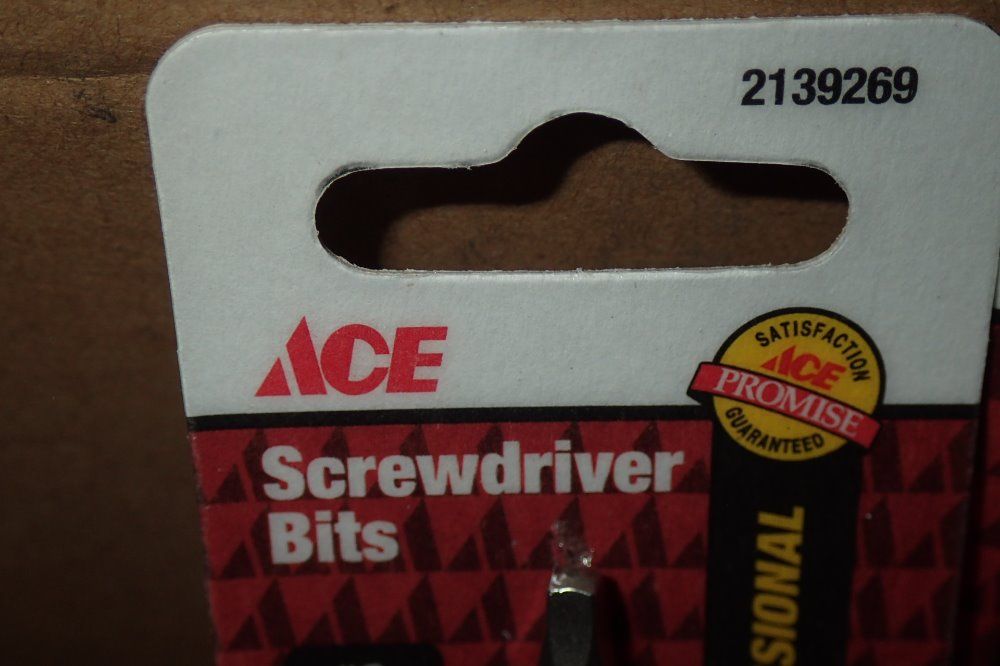 2139269
ACE
SATISFACTION
ACE
PROMISE
GUARANTEED
Screwdriver
Bits
SIONAL